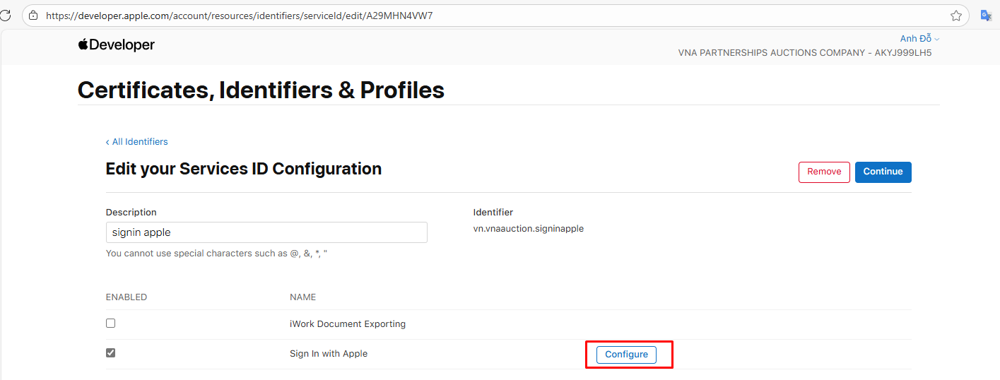 https://developer.apple.com/account/resources/identifiers/serviceId/edit/A29MHN4VW7
Developer
Anh Đỗ
VNA PARTNERSHIPS AUCTIONS COMPANY - AKYJ999LH5
Certificates, Identifiers & Profiles
‹ All Identifiers
Edit your Services ID Configuration
Remove
Continue
Description
Identifier
signin apple
vn.vnaauction.signinapple
You cannot use special characters such as @, &, *, "
ENABLED
NAME
iWork Document Exporting
Sign In with Apple
Configure